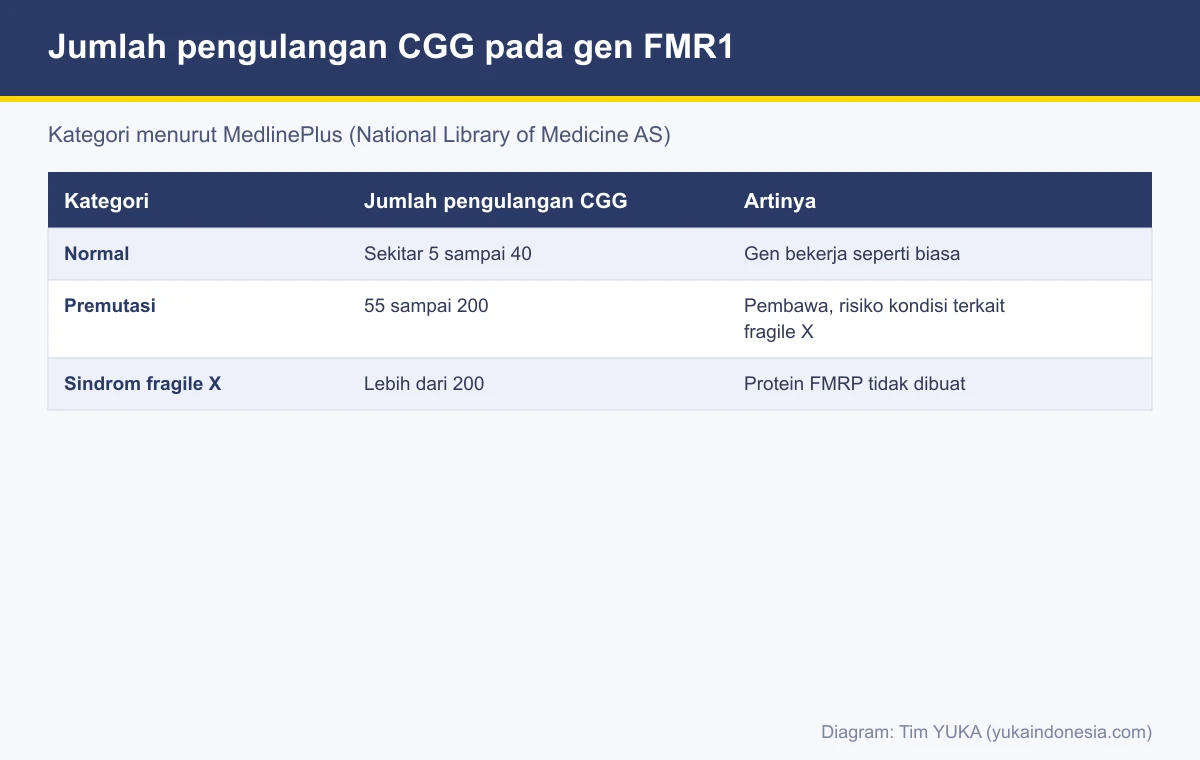 Jumlah pengulangan CGG pada gen FMR1
Kategori menurut MedlinePlus (National Library of Medicine AS)
Kategori Jumlah pengulangan CGG Artinya
Normal Sekitar 5 sampai 40 Gen bekerja seperti biasa
Premutasi 55 sampai 200 Pembawa, risiko kondisi terkait
fragile X
Sindrom fragile X Lebih dari 200 Protein FMRP tidak dibuat
Diagram: Tim YUKA (yukaindonesia.com)